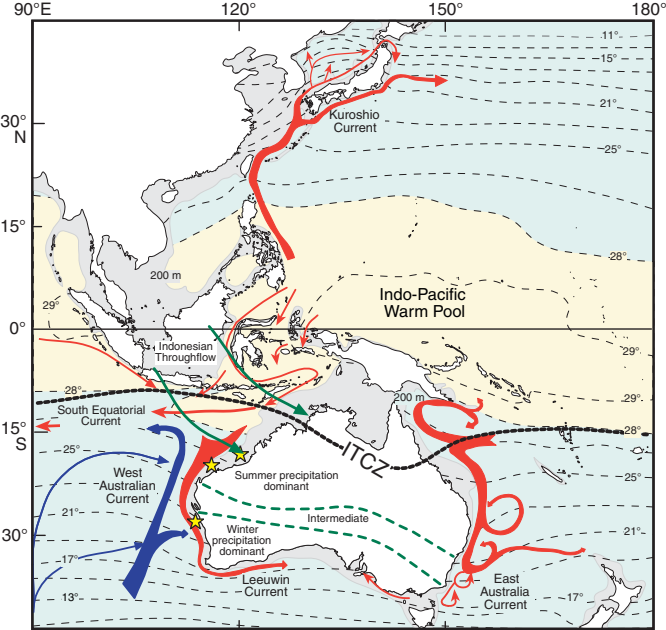 90°E
120°
150°
180°
11°
15°
21°
25°
30°
N
Kuroshio
Current
15°
28°
200 m
29°
Indo-Pacific
Warm Pool
0°
Indonesian
Throughflow
29°
28°
200 m
29°
South Equatorial
Current
28°
15°
S
ITCZ
25°
West
Australian
Current
Summer precipitation
dominant
25°
21°
Intermediate
21°
30°
Winter
precipitation
dominant
17°
Leeuwin
Current
East
Australia
Current
13°
17°